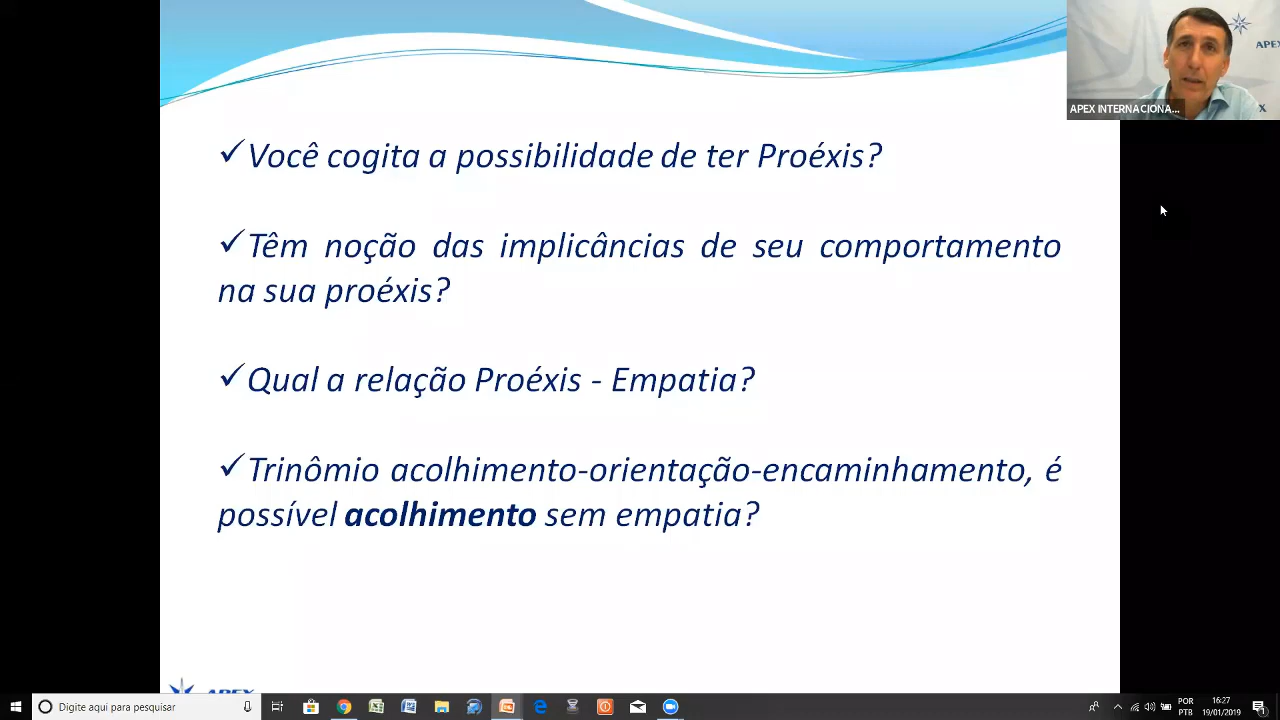 APEX
APEX INTERNACIONA...
✓Você cogita a possibilidade de ter Proéxis?
✓Têm noção das implicâncias de seu comportamento
na sua proéxis?
✓Qual a relação Proéxis - Empatia?
✓Trinômio acolhimento-orientação-encaminhamento, é
possível acolhimento sem empatia?
APEX
Digite aqui para pesquisar
POR
PTB
16:27
19/01/2019